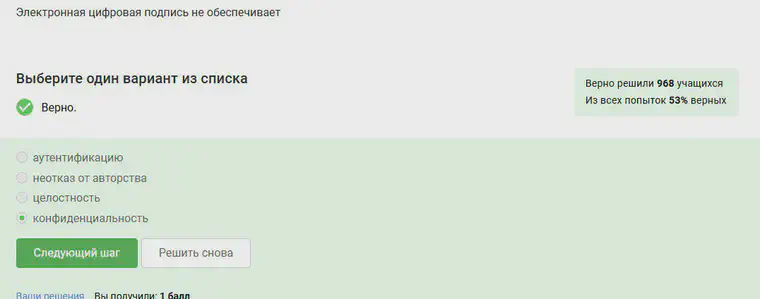 Электронная цифровая подпись не обеспечивает
Выберите один вариант из списка
Верно.
Верно решили 968 учащихся
Из всех попыток 53% верных
аутентификацию
неотказ от авторства
целостность
конфиденциальность
Следующий шаг
Решить снова
Ваши решения Вы получили: 1 балл